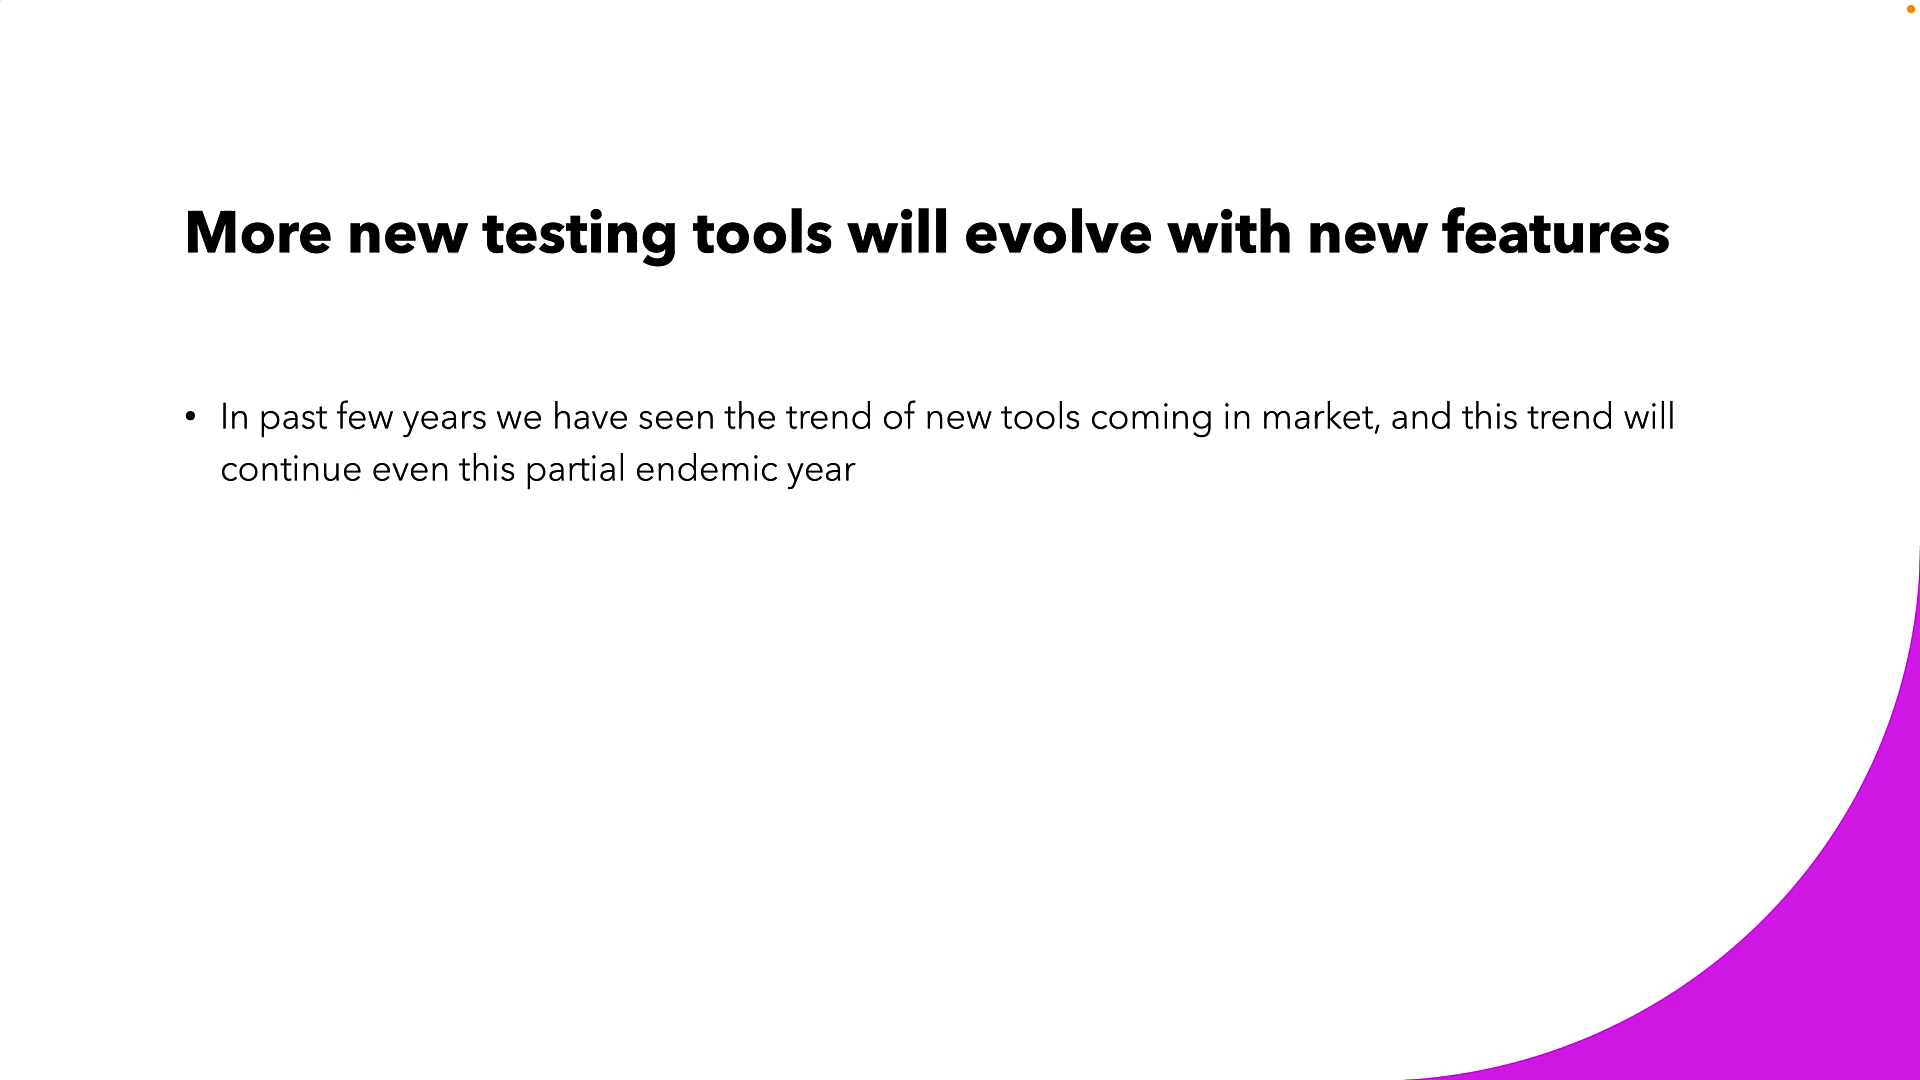 More new testing tools will evolve with new features
• In past few years we have seen the trend of new tools coming in market, and this trend will
continue even this partial endemic year